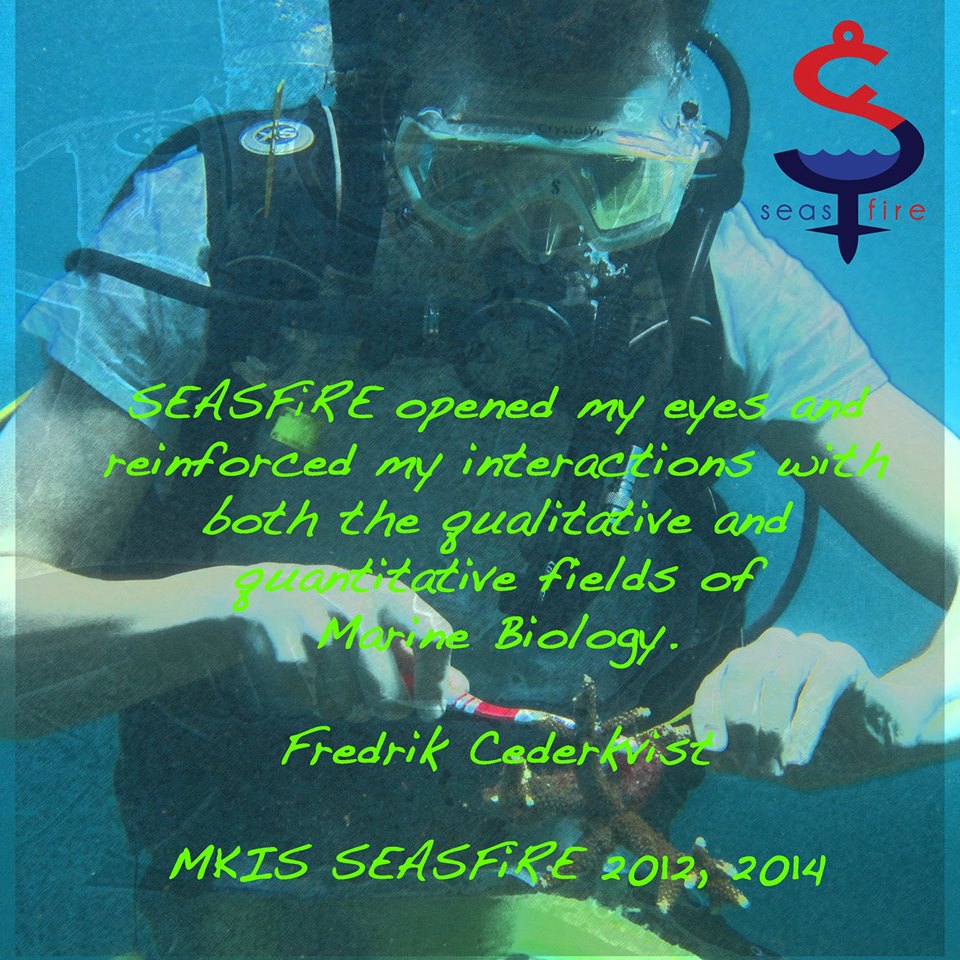 CrystalVu
seas fire
SEASFiRE opened my eyes and
reinforced my interactions with
both the qualitative and
quantitative fields of
Marine Biology.
Fredrik Cederkvist
MKIS SEASFiRE 2012, 2014